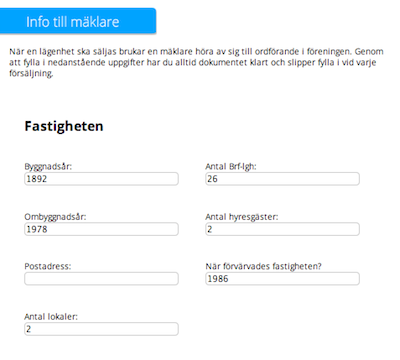 Info till mäklare
När en lägenhet ska säljas brukar en mäklare höra av sig till ordförande i föreningen. Genom
att fylla i nedanstående uppgifter har du alltid dokumentet klart och slipper fylla i vid varje
försäljning.
Fastigheten
Byggnadsår:
1892
Antal Brf-lgh:
26
Ombyggnadsår:
1978
Antal hyresgäster:
2
Postadress:
När förvärvades fastigheten?
1986
Antal lokaler:
2